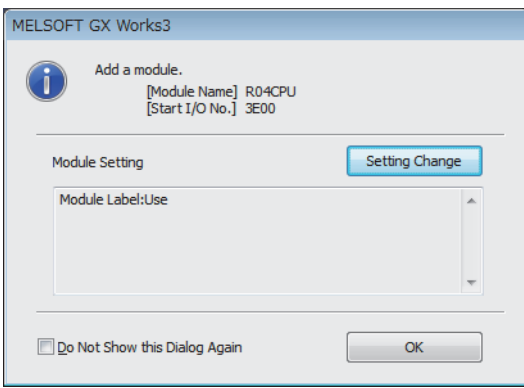 MELSOFT GX Works3
Add a module.
[Module Name] R04CPU
[Start I/O No.] 3E00
Module Setting
Setting Change
Module Label:Use
Do Not Show this Dialog Again
OK